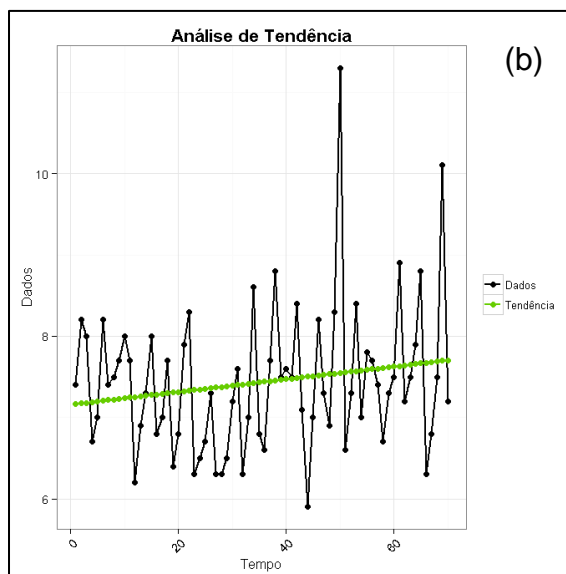 Análise de Tendência
(b)
Dados
10
8
6
0
20
40
60
Tempo
Dados
Tendência